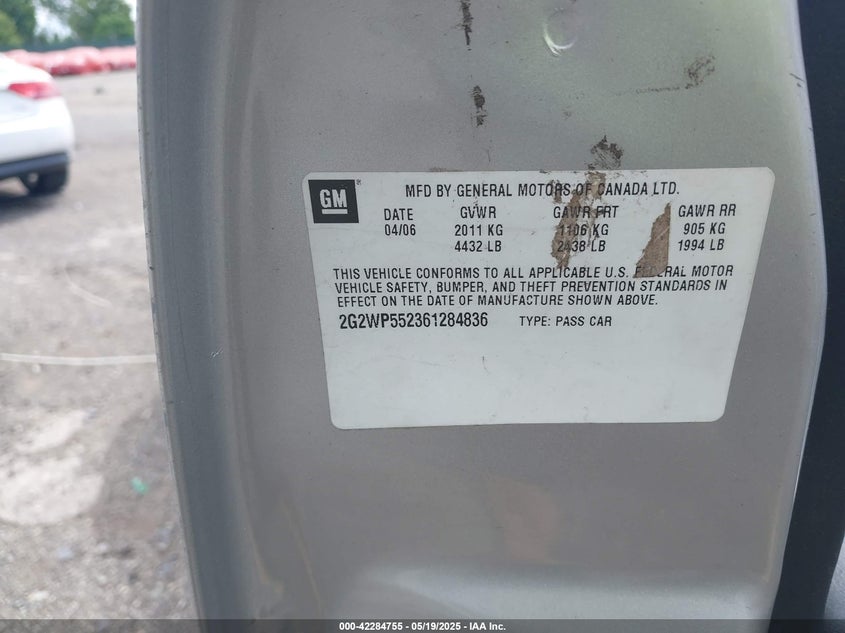 GM
MFD BY GENERAL MOTORS OF CANADA LTD.
DATE GVWR GAWR FRT GAWR RR
04/06 2011 KG 1106 KG 905 KG
4432 LB 2438 LB 1994 LB
THIS VEHICLE CONFORMS TO ALL APPLICABLE U.S. FEDERAL MOTOR
VEHICLE SAFETY, BUMPER, AND THEFT PREVENTION STANDARDS IN
EFFECT ON THE DATE OF MANUFACTURE SHOWN ABOVE.
2G2WP552361284836 TYPE: PASS CAR
000-42284755 05/19/2025 - IAA Inc.